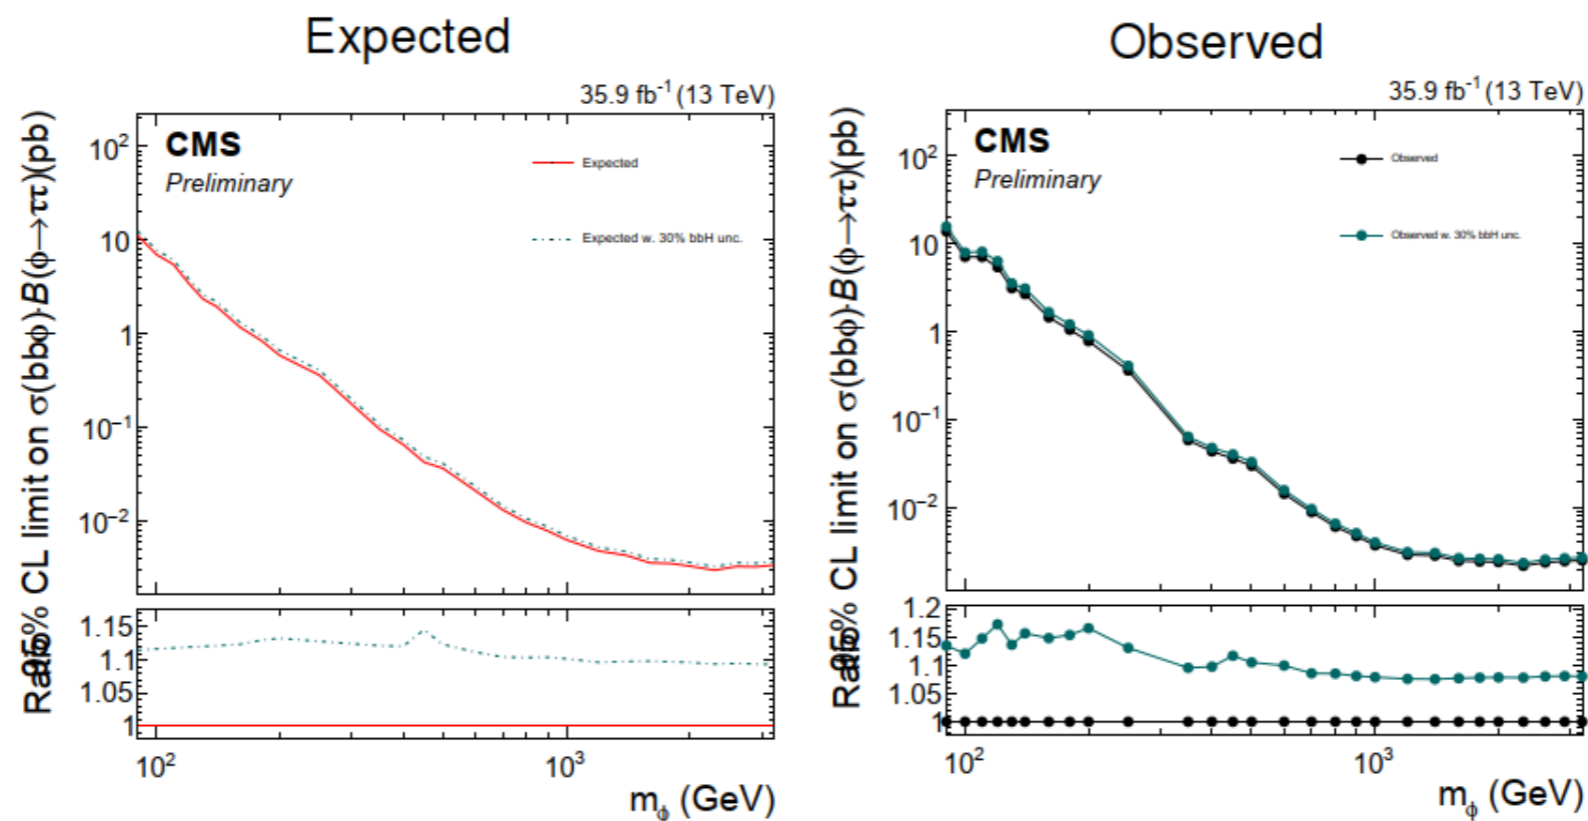 Expected
35.9 fb⁻¹ (13 TeV)
CMS
Preliminary
Expected
Expected w. 30% bbH unc.
95% CL limit on σ(bbϕ)·B(ϕ→ττ)(pb)
10²
10
1
10⁻¹
10⁻²
Ratio
1.15
1.1
1.05
1
10²
10³
mϕ (GeV)
Observed
35.9 fb⁻¹ (13 TeV)
CMS
Preliminary
Observed
Observed w. 30% bbH unc.
95% CL limit on σ(bbϕ)·B(ϕ→ττ)(pb)
10²
10
1
10⁻¹
10⁻²
Ratio
1.2
1.15
1.1
1.05
1
10²
10³
mϕ (GeV)